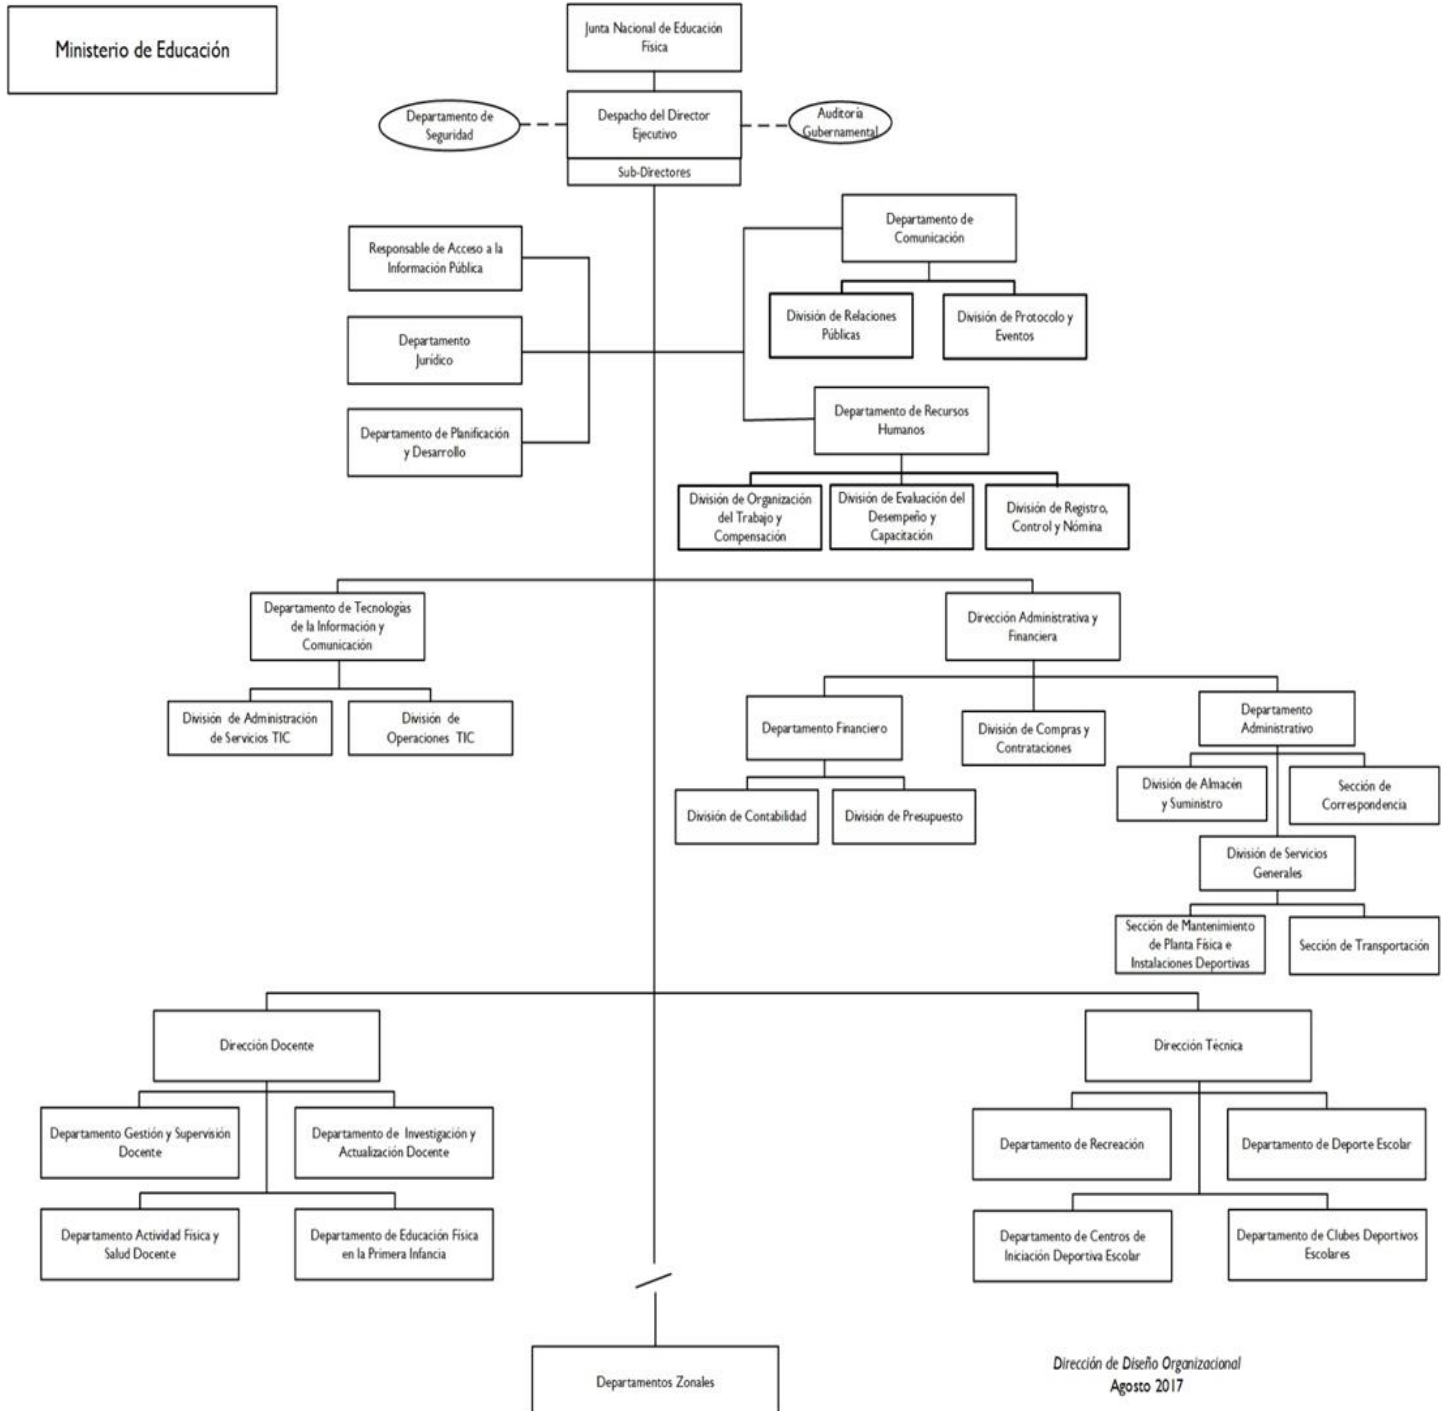 Ministerio de Educación
Junta Nacional de Educación
Física
Departamento de
Seguridad
Despacho del Director
Ejecutivo
Auditoría
Gubernamental
Sub-Directores
Responsable de Acceso a la
Información Pública
Departamento
Jurídico
Departamento de Planificación
y Desarrollo
Departamento de
Comunicación
División de Relaciones
Públicas
División de Protocolo y
Eventos
Departamento de Recursos
Humanos
División de Organización
del Trabajo y
Compensación
División de Evaluación del
Desempeño y
Capacitación
División de Registro,
Control y Nómina
Departamento de Tecnologías
de la Información y
Comunicación
División de Administración
de Servicios TIC
División de
Operaciones TIC
Dirección Administrativa y
Financiera
Departamento Financiero
División de Compras y
Contrataciones
Departamento
Administrativo
División de Contabilidad
División de Presupuesto
División de Almacén
y Suministro
Sección de
Correspondencia
División de Servicios
Generales
Sección de Mantenimiento
de Planta Física e
Instalaciones Deportivas
Sección de Transportación
Dirección Docente
Departamento Gestión y Supervisión
Docente
Departamento de Investigación y
Actualización Docente
Departamento Actividad Física y
Salud Docente
Departamento de Educación Física
en la Primera Infancia
Dirección Técnica
Departamento de Recreación
Departamento de Deporte Escolar
Departamento de Centros de
Iniciación Deportiva Escolar
Departamento de Clubes Deportivos
Escolares
Departamentos Zonales
Dirección de Diseño Organizacional
Agosto 2017